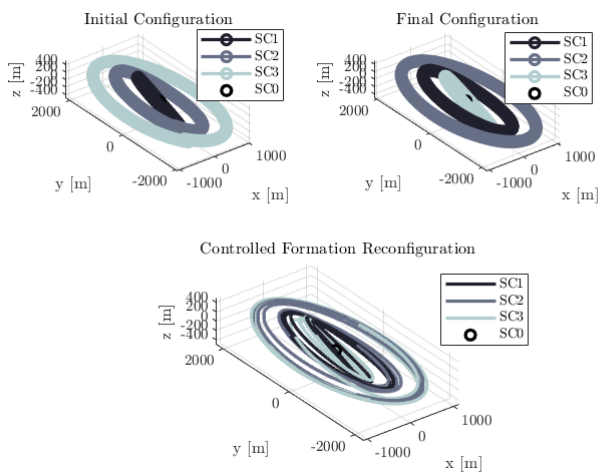 Initial Configuration
SC1
SC2
SC3
SC0
400
200
0
-200
-400
z [m]
2000
0
-2000
y [m]
-1000
0
1000
x [m]
Final Configuration
SC1
SC2
SC3
SC0
400
200
0
-200
-400
z [m]
2000
0
-2000
y [m]
-1000
0
1000
x [m]
Controlled Formation Reconfiguration
SC1
SC2
SC3
SC0
400
200
0
-200
-400
z [m]
2000
0
-2000
y [m]
-1000
0
1000
x [m]